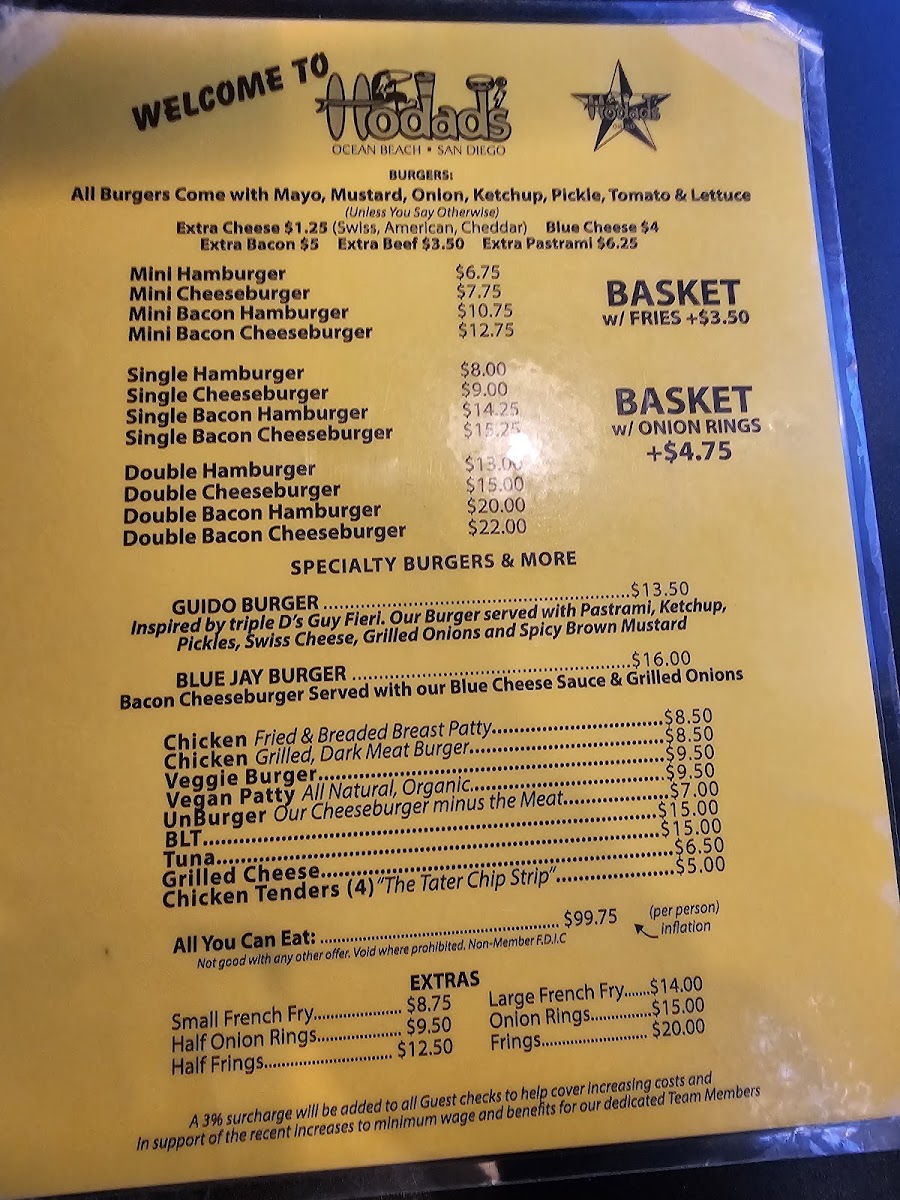 WELCOME TO Hodad's
OCEAN BEACH • SAN DIEGO
Hodad's
BURGERS:
All Burgers Come with Mayo, Mustard, Onion, Ketchup, Pickle, Tomato & Lettuce
(Unless You Say Otherwise)
Extra Cheese $1.25 (Swiss, American, Cheddar) Blue Cheese $4
Extra Bacon $5 Extra Beef $3.50 Extra Pastrami $6.25
Mini Hamburger $6.75
Mini Cheeseburger $7.75
Mini Bacon Hamburger $10.75
Mini Bacon Cheeseburger $12.75
BASKET
w/ FRIES +$3.50
Single Hamburger $8.00
Single Cheeseburger $9.00
Single Bacon Hamburger $14.25
Single Bacon Cheeseburger $15.25
BASKET
w/ ONION RINGS
+$4.75
Double Hamburger $13.00
Double Cheeseburger $15.00
Double Bacon Hamburger $20.00
Double Bacon Cheeseburger $22.00
SPECIALTY BURGERS & MORE
GUIDO BURGER ........................................................$13.50
Inspired by triple D's Guy Fieri. Our Burger served with Pastrami, Ketchup,
Pickles, Swiss Cheese, Grilled Onions and Spicy Brown Mustard
BLUE JAY BURGER ..................................................$16.00
Bacon Cheeseburger Served with our Blue Cheese Sauce & Grilled Onions
Chicken Fried & Breaded Breast Patty................................$8.50
Chicken Grilled, Dark Meat Burger....................................$8.50
Veggie Burger................................................................$9.50
Vegan Patty All Natural, Organic.....................................$9.50
UnBurger Our Cheeseburger minus the Meat...................$7.00
BLT..................................................................................$15.00
Tuna................................................................................$15.00
Grilled Cheese................................................................$6.50
Chicken Tenders (4) "The Tater Chip Strip"......................$5.00
All You Can Eat: ............................................... $99.75 (per person)
inflation
Not good with any other offer. Void where prohibited. Non-Member F.D.I.C
EXTRAS
Small French Fry.................... $8.75
Half Onion Rings................... $9.50
Half Frings............................. $12.50
Large French Fry......$14.00
Onion Rings..............$15.00
Frings........................ $20.00
A 3% surcharge will be added to all Guest checks to help cover increasing costs and
in support of the recent increases to minimum wage and benefits for our dedicated Team Members